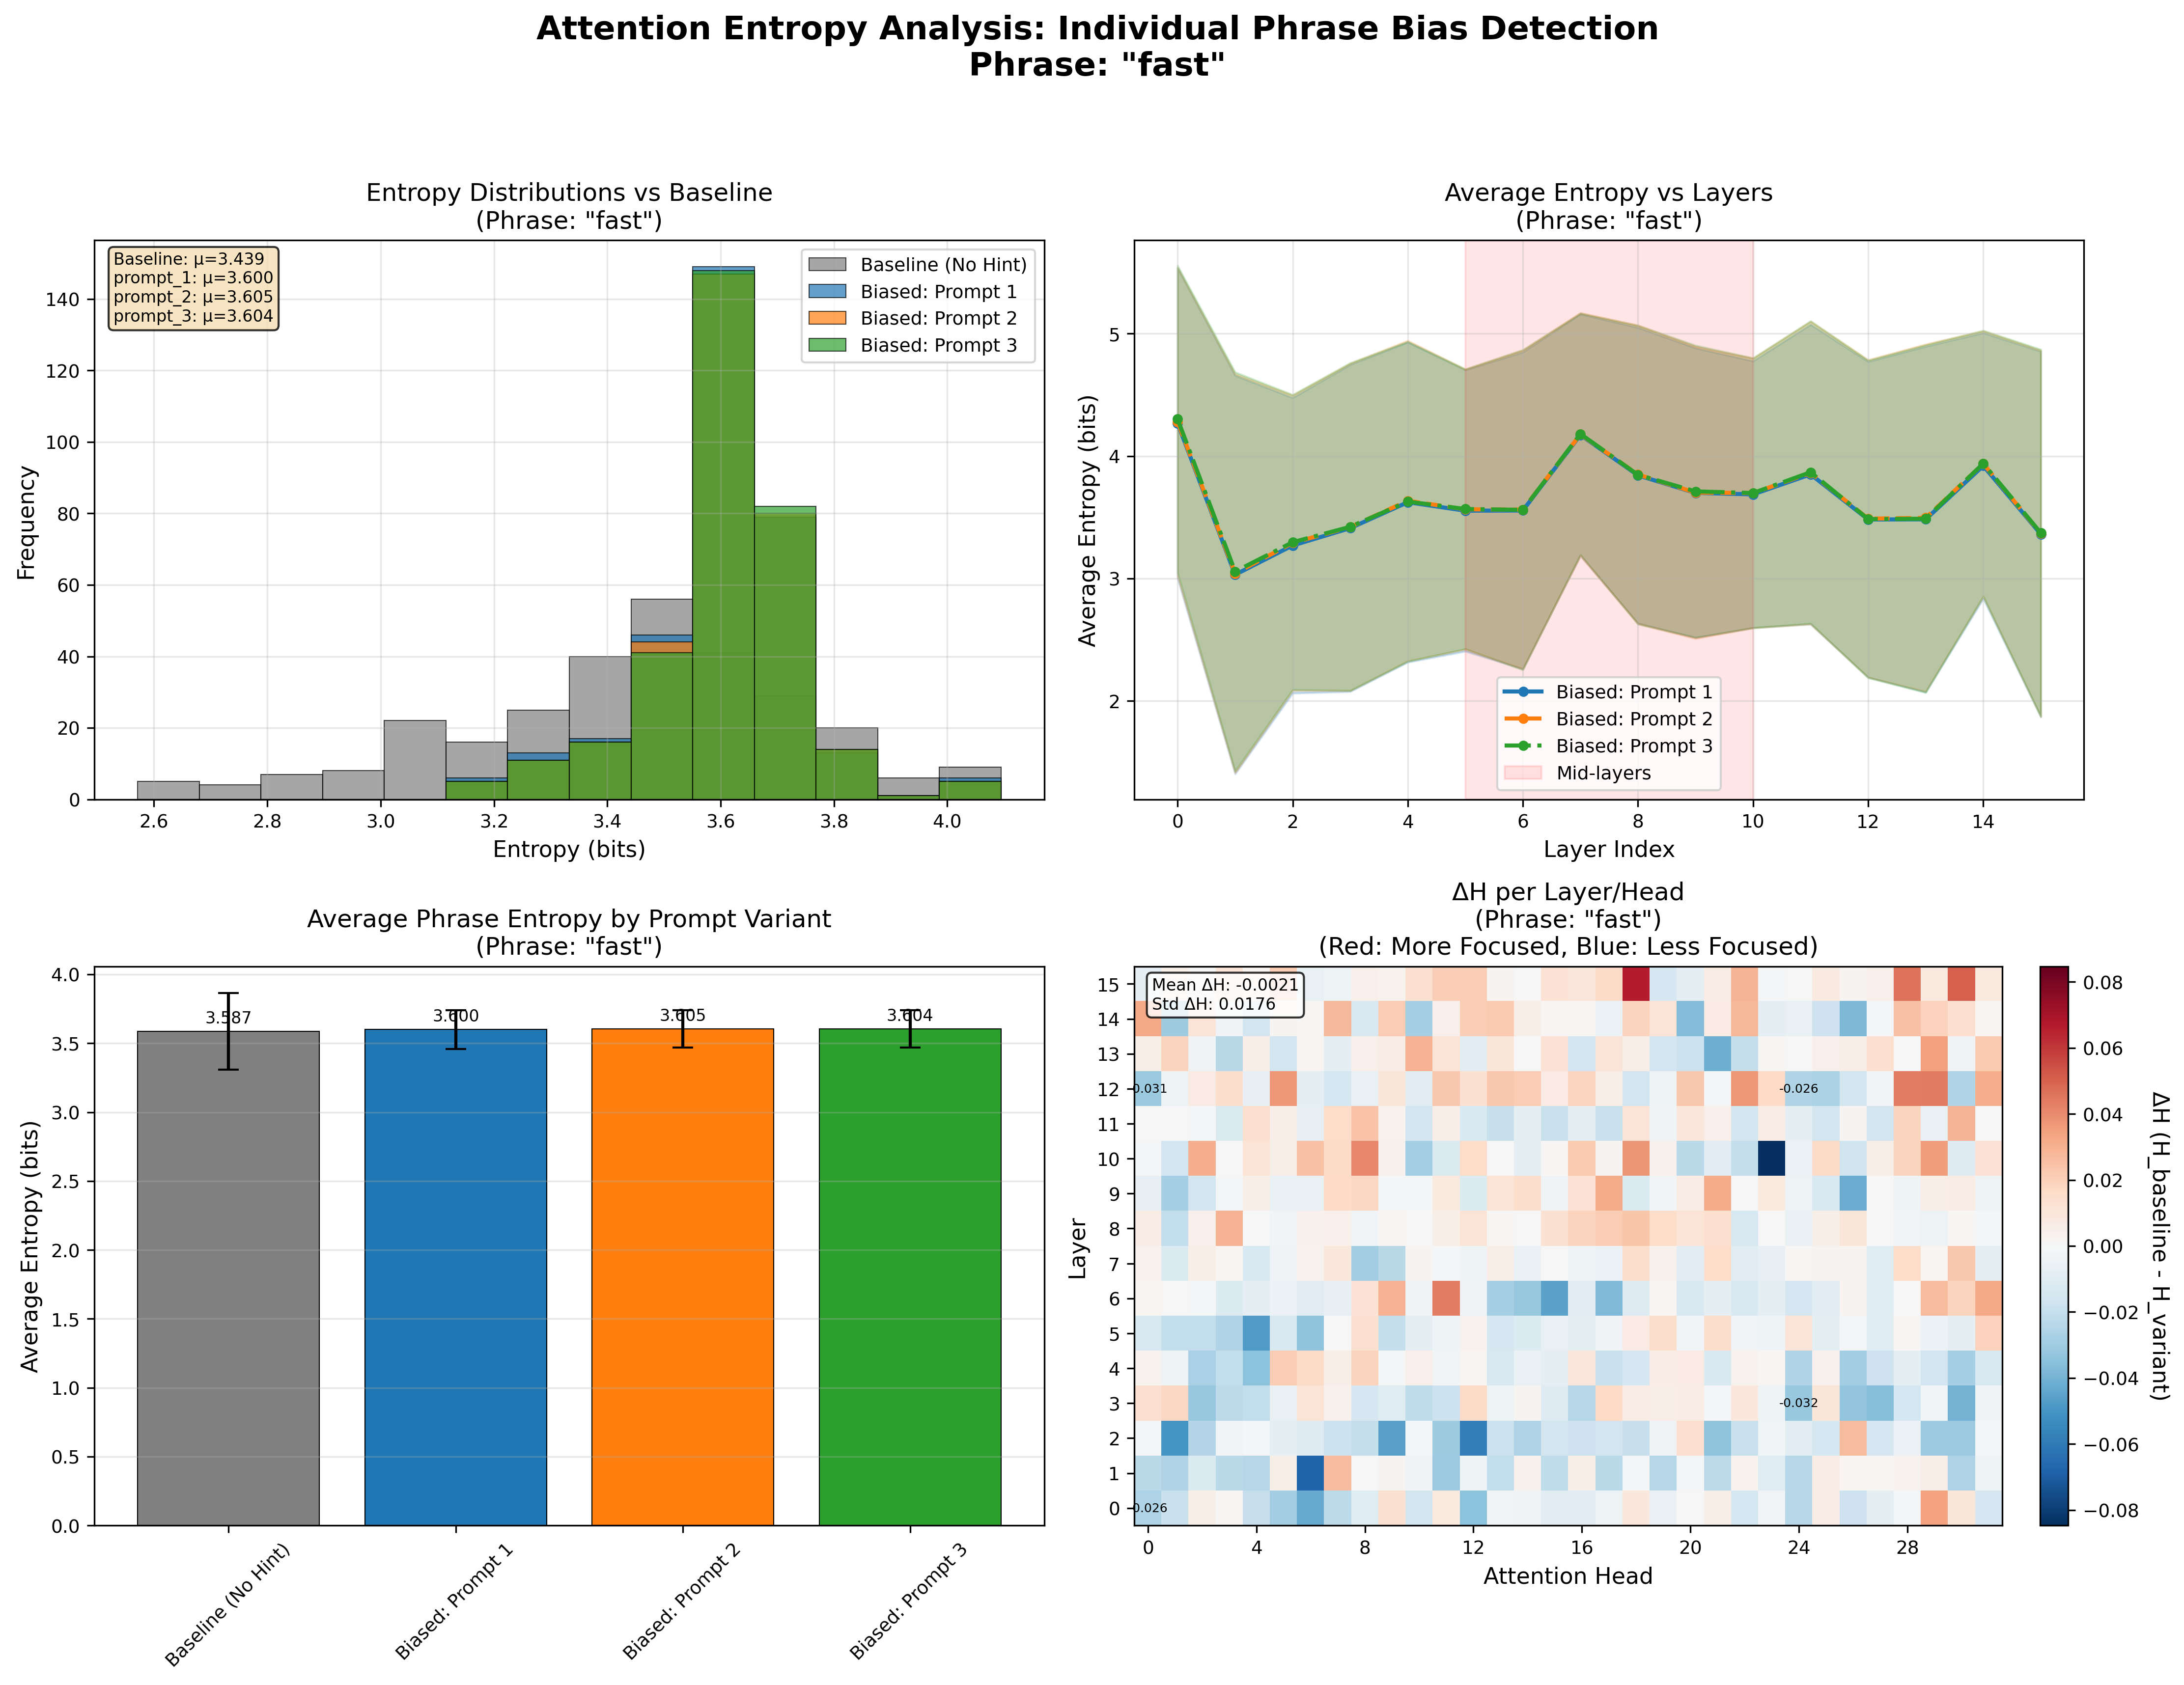 Attention Entropy Analysis: Individual Phrase Bias Detection
Phrase: "fast"
Entropy Distributions vs Baseline
(Phrase: "fast")
Baseline: μ=3.439
prompt_1: μ=3.600
prompt_2: μ=3.605
prompt_3: μ=3.604
Baseline (No Hint)
Biased: Prompt 1
Biased: Prompt 2
Biased: Prompt 3
Frequency
140
120
100
80
60
40
20
0
2.6 2.8 3.0 3.2 3.4 3.6 3.8 4.0
Entropy (bits)
Average Entropy vs Layers
(Phrase: "fast")
Average Entropy (bits)
5
4
3
2
Biased: Prompt 1
Biased: Prompt 2
Biased: Prompt 3
Mid-layers
0 2 4 6 8 10 12 14
Layer Index
Average Phrase Entropy by Prompt Variant
(Phrase: "fast")
Average Entropy (bits)
4.0
3.5
3.0
2.5
2.0
1.5
1.0
0.5
0.0
3.587 3.600 3.605 3.604
Baseline (No Hint)
Biased: Prompt 1
Biased: Prompt 2
Biased: Prompt 3
ΔH per Layer/Head
(Phrase: "fast")
(Red: More Focused, Blue: Less Focused)
Mean ΔH: -0.0021
Std ΔH: 0.0176
Layer
15
14
13
12
11
10
9
8
7
6
5
4
3
2
1
0
0.031 -0.026
-0.032
0.026
0 4 8 12 16 20 24 28
Attention Head
0.08
0.06
0.04
0.02
0.00
−0.02
−0.04
−0.06
−0.08
ΔH (H_baseline - H_variant)